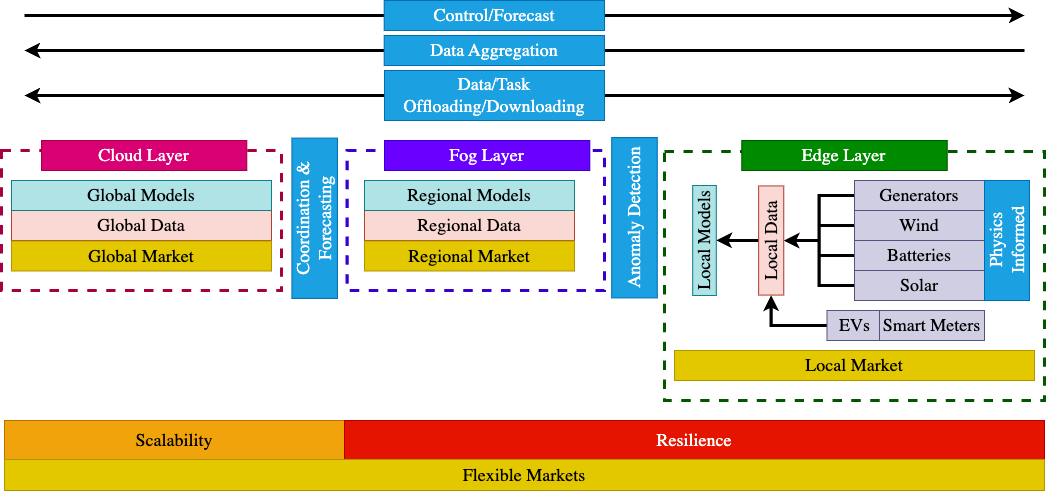 Control/Forecast
Data Aggregation
Data/Task
Offloading/Downloading
Cloud Layer
Global Models
Global Data
Global Market
Coordination &
Forecasting
Fog Layer
Regional Models
Regional Data
Regional Market
Anomaly Detection
Edge Layer
Local Models
Local Data
Generators
Wind
Batteries
Solar
Physics
Informed
EVs
Smart Meters
Local Market
Scalability
Resilience
Flexible Markets